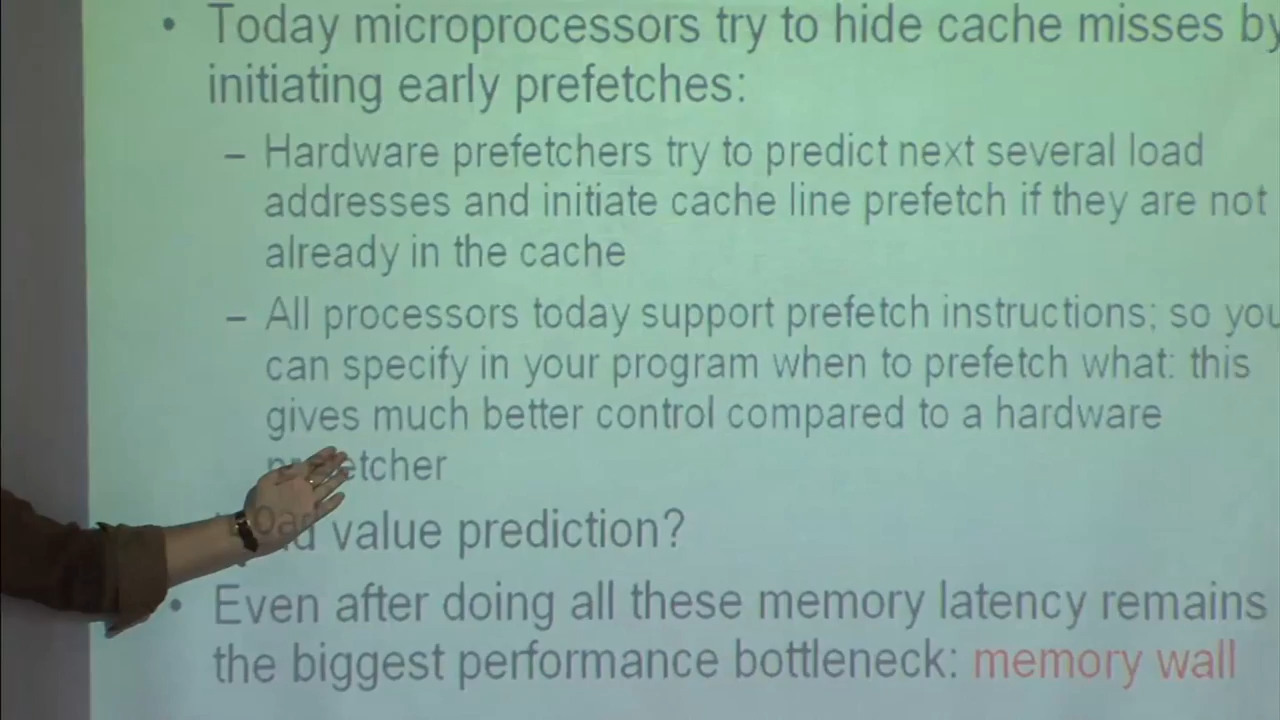 • Today microprocessors try to hide cache misses by
initiating early prefetches:
– Hardware prefetchers try to predict next several load
addresses and initiate cache line prefetch if they are not
already in the cache
– All processors today support prefetch instructions; so you
can specify in your program when to prefetch what: this
gives much better control compared to a hardware
prefetcher
Load value prediction?
• Even after doing all these memory latency remains
the biggest performance bottleneck: memory wall